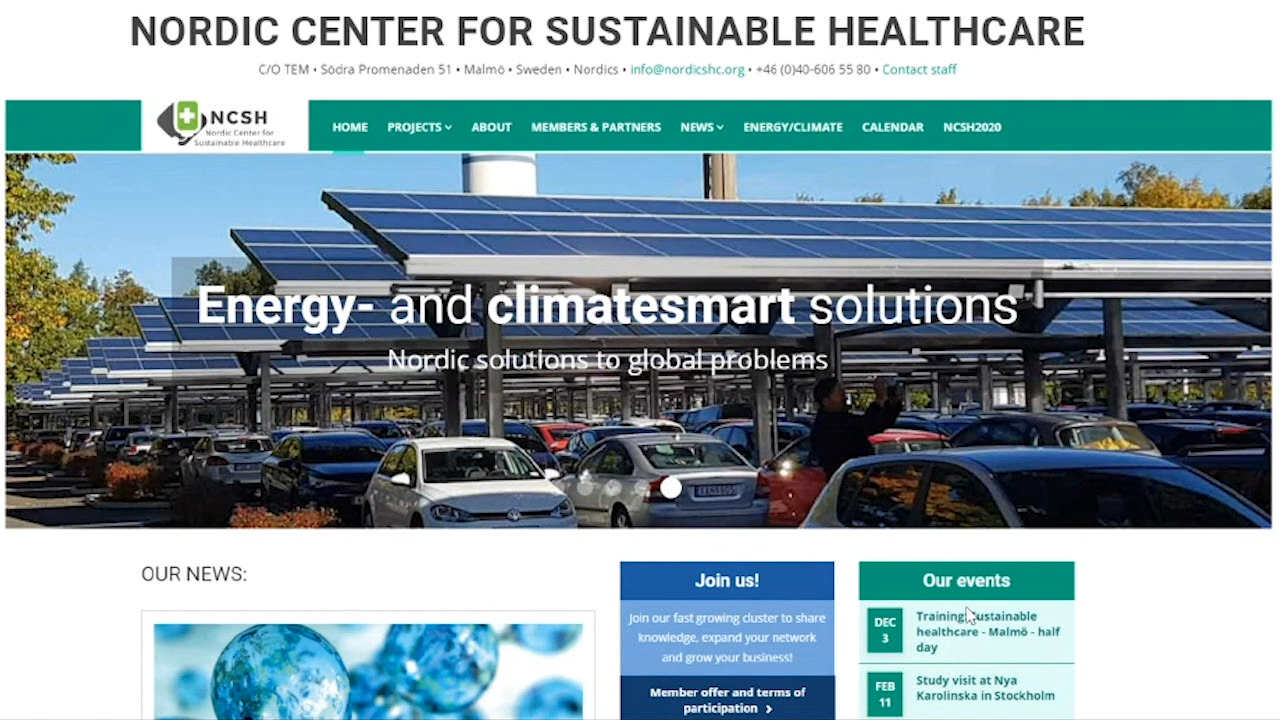 NORDIC CENTER FOR SUSTAINABLE HEALTHCARE
C/O TEM • Södra Promenaden 51 • Malmö • Sweden • Nordics • info@nordicshc.org • +46 (0)40-606 55 80 • Contact staff
NCSH
Nordic Center for
Sustainable Healthcare
HOME PROJECTS ABOUT MEMBERS & PARTNERS NEWS ENERGY/CLIMATE CALENDAR NCSH2020
Energy- and climatesmart solutions
Nordic solutions to global problems
OUR NEWS:
Join us!
Join our fast growing cluster to share
knowledge, expand your network
and grow your business!
Member offer and terms of
participation
Our events
DEC
3
Training: Sustainable
healthcare - Malmö - half
day
FEB
11
Study visit at Nya
Karolinska in Stockholm